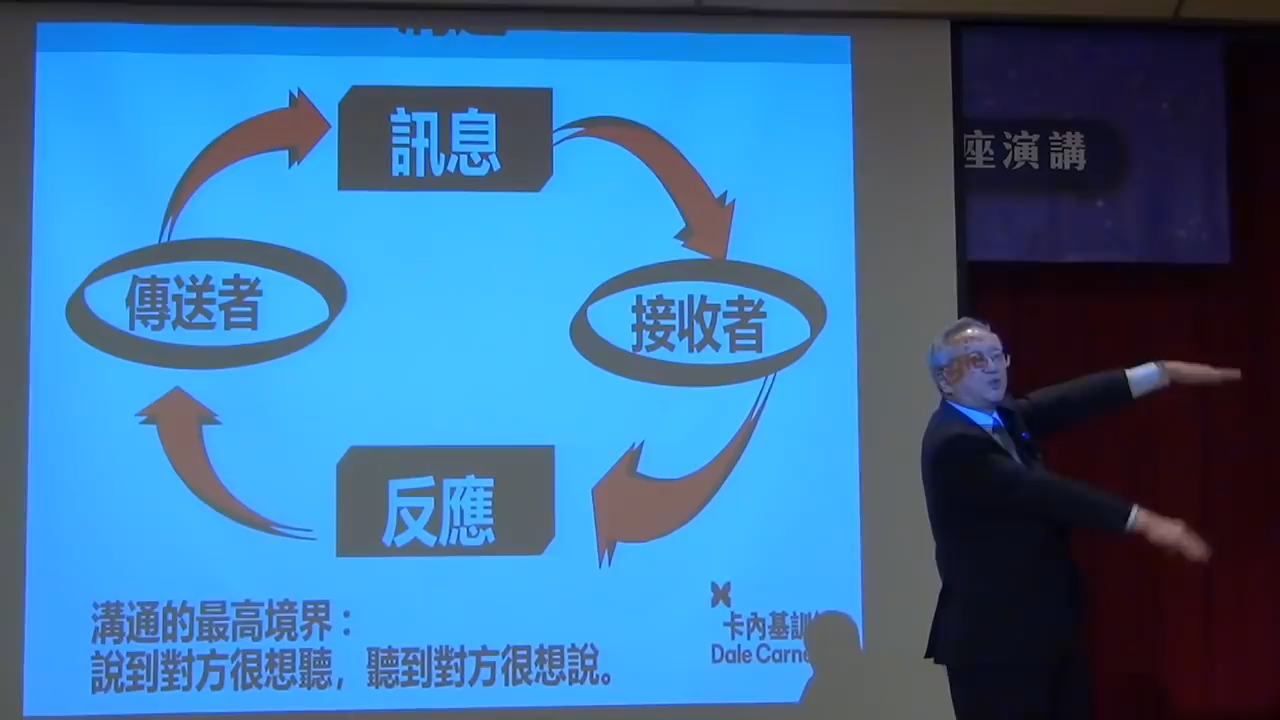 訊息
座演講
傳送者
接收者
反應
溝通的最高境界：
說到對方很想聽，聽到對方很想說。
卡內基訓
Dale Carne